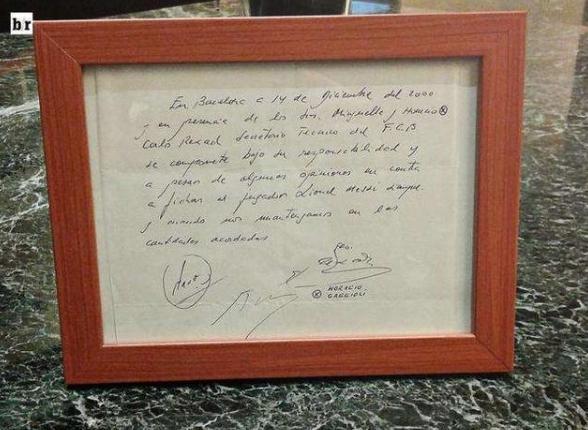 br
En Barcelona a 14 de Diciembre del 2000
y en presencia de los Srs. Minguella y Horacio ⊗
Carlos Rexach Secretario Técnico del F.C.B
se compromete bajo su responsabilidad y
a pesar de algunas opiniones en contra
a fichar al jugador Lionel Messi siempre
y cuando nos mantengamos en las
cantidades acordadas
⊗ HORACIO
GAGGIOLI